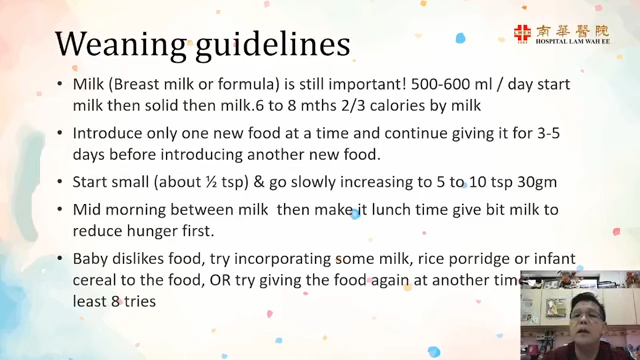 Weaning guidelines
南華醫院
HOSPITAL LAM WAH EE
• Milk (Breast milk or formula) is still important! 500-600 ml / day start
milk then solid then milk.6 to 8 mths 2/3 calories by milk
• Introduce only one new food at a time and continue giving it for 3-5
days before introducing another new food.
• Start small (about ½ tsp) & go slowly increasing to 5 to 10 tsp 30gm
• Mid morning between milk  then make it lunch time give bit milk to
reduce hunger first.
• Baby dislikes food, try incorporating some milk, rice porridge or infant
cereal to the food, OR try giving the food again at another time
least 8 tries